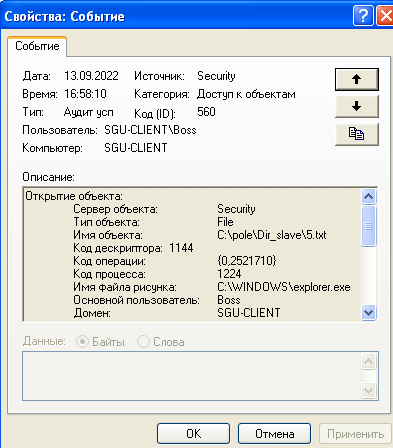 Свойства: Событие
Событие
Дата: 13.09.2022 Источник: Security
Время: 16:58:10 Категория: Доступ к объектам
Тип: Аудит усп Код (ID): 560
Пользователь: SGU-CLIENT\Boss
Компьютер: SGU-CLIENT
Описание:
Открытие объекта:
Сервер объекта: Security
Тип объекта: File
Имя объекта: C:\pole\Dir_slave\5.txt
Код дескриптора: 1144
Код операции: {0,2521710}
Код процесса: 1224
Имя файла рисунка: C:\WINDOWS\explorer.exe
Основной пользователь: Boss
Домен: SGU-CLIENT
Данные: Байты Слова
ОК Отмена Применить